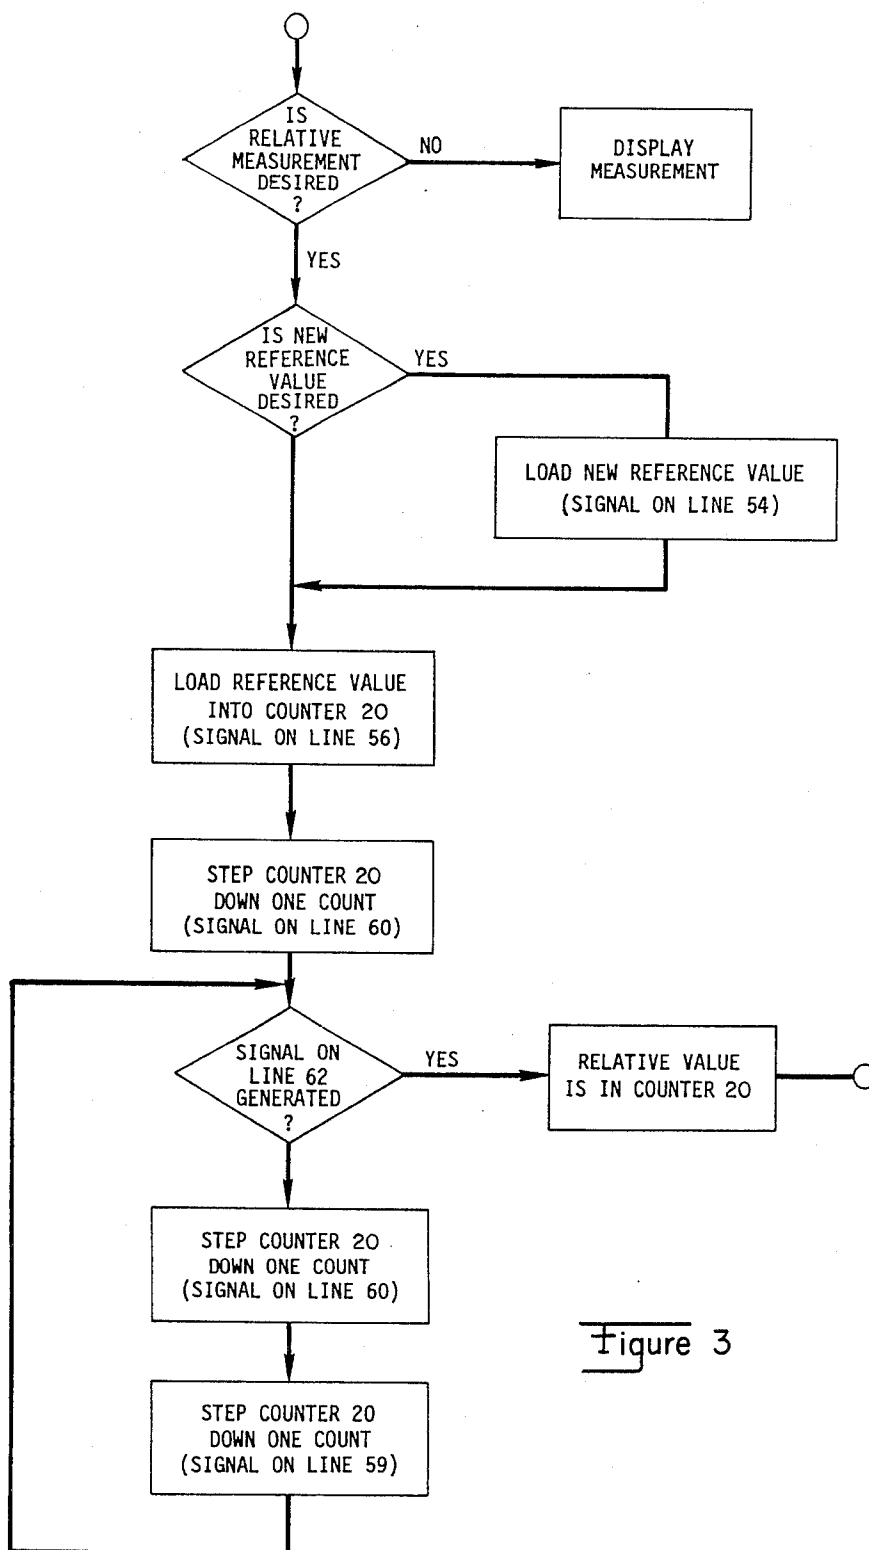 IS
RELATIVE
MEASUREMENT
DESIRED
?
NO
DISPLAY
MEASUREMENT
YES
IS NEW
REFERENCE
VALUE
DESIRED
?
YES
LOAD NEW REFERENCE VALUE
(SIGNAL ON LINE 54)
LOAD REFERENCE VALUE
INTO COUNTER 20
(SIGNAL ON LINE 56)
STEP COUNTER 20
DOWN ONE COUNT
(SIGNAL ON LINE 60)
SIGNAL ON
LINE 62
GENERATED
?
YES
RELATIVE VALUE
IS IN COUNTER 20
STEP COUNTER 20
DOWN ONE COUNT
(SIGNAL ON LINE 60)
STEP COUNTER 20
DOWN ONE COUNT
(SIGNAL ON LINE 59)
Figure 3